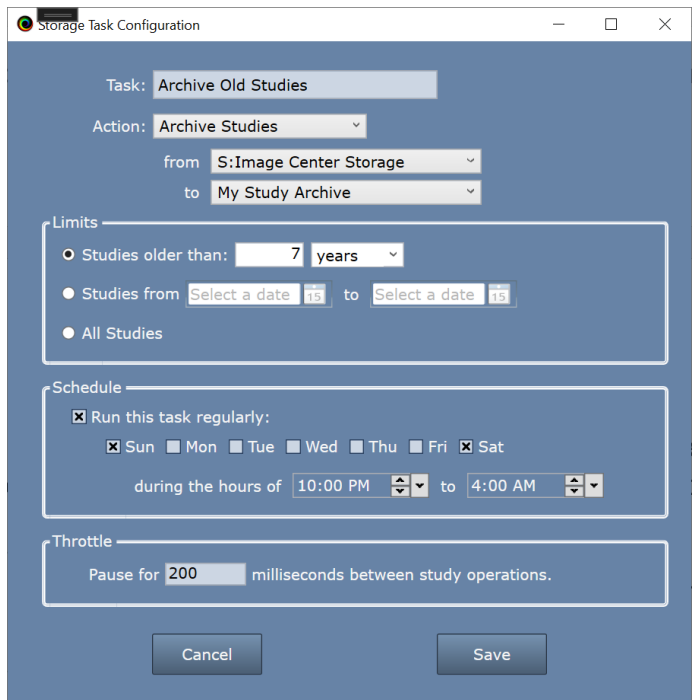 Storage Task Configuration
Task: Archive Old Studies
Action: Archive Studies
from S:Image Center Storage
to My Study Archive
Limits
Studies older than: 7 years
Studies from Select a date 15 to Select a date 15
All Studies
Schedule
Run this task regularly:
Sun Mon Tue Wed Thu Fri Sat
during the hours of 10:00 PM to 4:00 AM
Throttle
Pause for 200 milliseconds between study operations.
Cancel Save